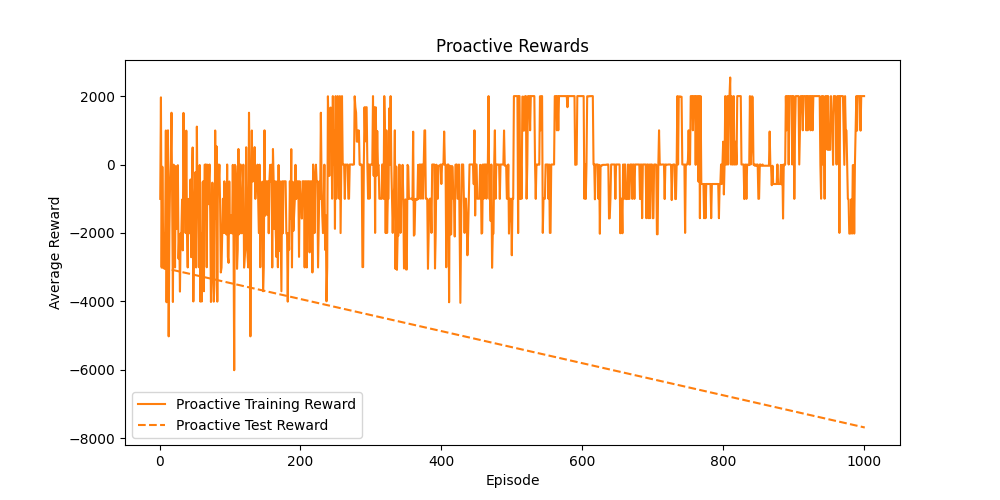 Proactive Rewards
Average Reward
2000
0
−2000
−4000
−6000
−8000
Proactive Training Reward
Proactive Test Reward
0 200 400 600 800 1000
Episode